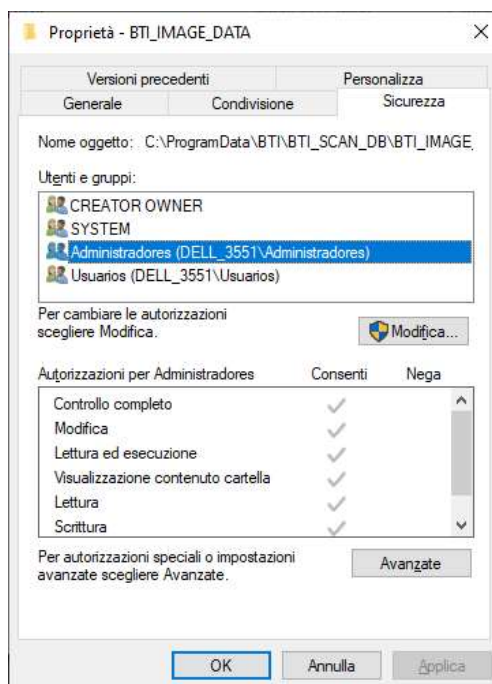 Proprietà - BTI_IMAGE_DATA
Versioni precedenti Personalizza
Generale Condivisione Sicurezza
Nome oggetto: C:\ProgramData\BTI\BTI_SCAN_DB\BTI_IMAGE_
Utenti e gruppi:
CREATOR OWNER
SYSTEM
Administradores (DELL_3551\Administradores)
Usuarios (DELL_3551\Usuarios)
Per cambiare le autorizzazioni
scegliere Modifica.
Modifica...
Autorizzazioni per Administradores Consenti Nega
Controllo completo
Modifica
Lettura ed esecuzione
Visualizzazione contenuto cartella
Lettura
Scrittura
Per autorizzazioni speciali o impostazioni
avanzate scegliere Avanzate.
Avanzate
OK Annulla Applica